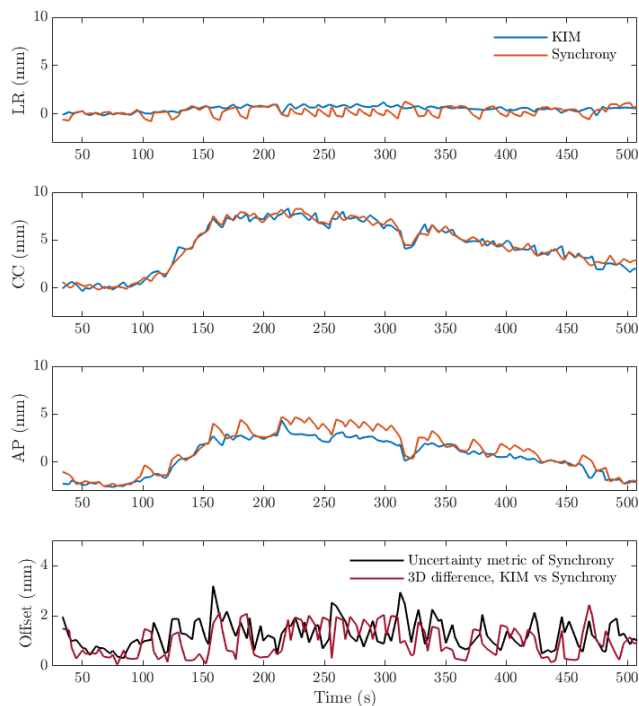 10
5
0
LR (mm)
KIM
Synchrony
50 100 150 200 250 300 350 400 450 500
10
5
0
CC (mm)
50 100 150 200 250 300 350 400 450 500
10
5
0
AP (mm)
50 100 150 200 250 300 350 400 450 500
4
2
0
Offset (mm)
Uncertainty metric of Synchrony
3D difference, KIM vs Synchrony
50 100 150 200 250 300 350 400 450 500
Time (s)